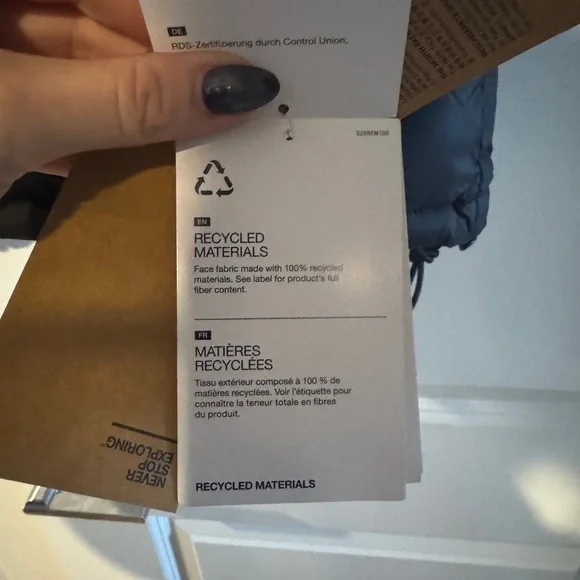 DE
RDS-Zertifizierung durch Control Union.
EN
RECYCLED
MATERIALS
Face fabric made with 100% recycled
materials. See label for product's full
fiber content.
FR
MATIÈRES
RECYCLÉES
Tissu extérieur composé à 100 % de
matières recyclées. Voir l'étiquette pour
connaître la teneur totale en fibres
du produit.
RECYCLED MATERIALS
NEVER
STOP
EXPLORING™